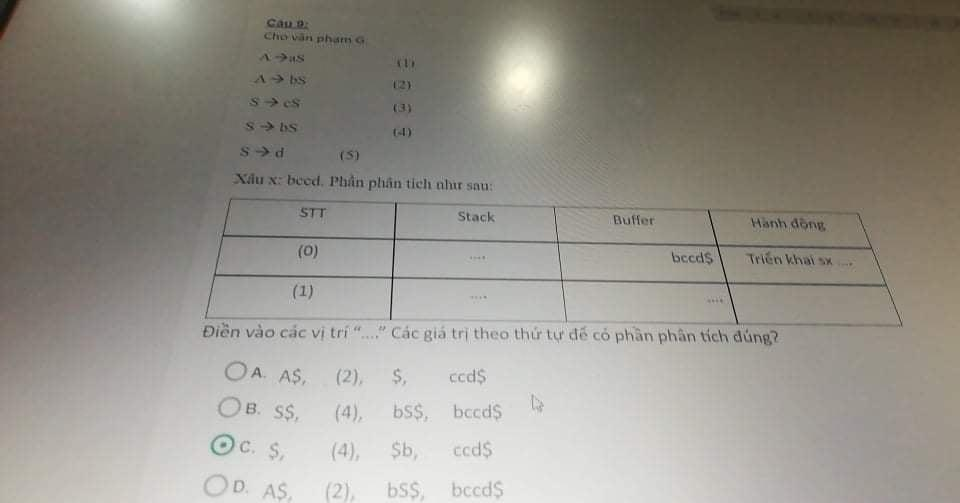 Câu 9:
Cho văn phạm G
A → aS (1)
A → bS (2)
S → cS (3)
S → bS (4)
S → d (5)
Xâu x: bccd. Phần phân tích như sau:
STT Stack Buffer Hành động
(0) .... bccd$ Triển khai sx ....
(1) .... ....
Điền vào các vị trí “....” Các giá trị theo thứ tự để có phần phân tích đúng?
A. A$, (2), $, ccd$
B. S$, (4), bS$, bccd$
C. $, (4), $b, ccd$
D. A$, (2), bS$, bccd$